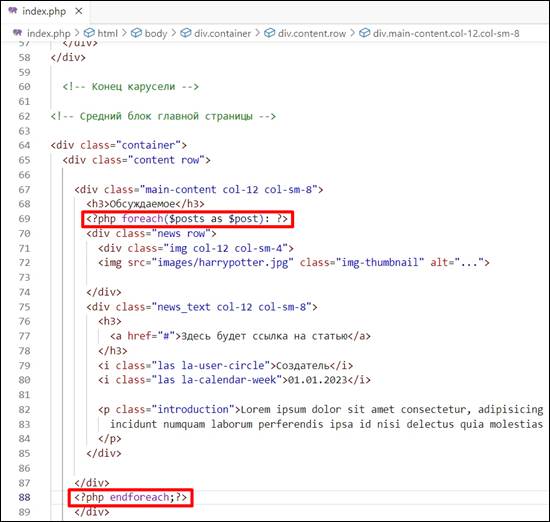 index.php ×
index.php > html > body > div.container > div.content.row > div.main-content.col-12.col-sm-8
57 </div>
58 </div>
59
60 <!-- Конец карусели -->
61
62 <!-- Средний блок главной страницы -->
63
64 <div class="container">
65 <div class="content row">
66
67 <div class="main-content col-12 col-sm-8">
68 <h3>Обсуждаемое</h3>
69 <?php foreach($posts as $post): ?>
70 <div class="news row">
71 <div class="img col-12 col-sm-4">
72 <img src="images/harrypotter.jpg" class="img-thumbnail" alt="...">
73
74 </div>
75 <div class="news_text col-12 col-sm-8">
76 <h3>
77 <a href="#">Здесь будет ссылка на статью</a>
78 </h3>
79 <i class="las la-user-circle">Создатель</i>
80 <i class="las la-calendar-week">01.01.2023</i>
81
82 <p class="introduction">Lorem ipsum dolor sit amet consectetur, adipisicing
83 incidunt numquam laborum perferendis ipsa id nisi delectus quia molestias
84 </p>
85 </div>
86
87 </div>
88 <?php endforeach;?>
89 </div>